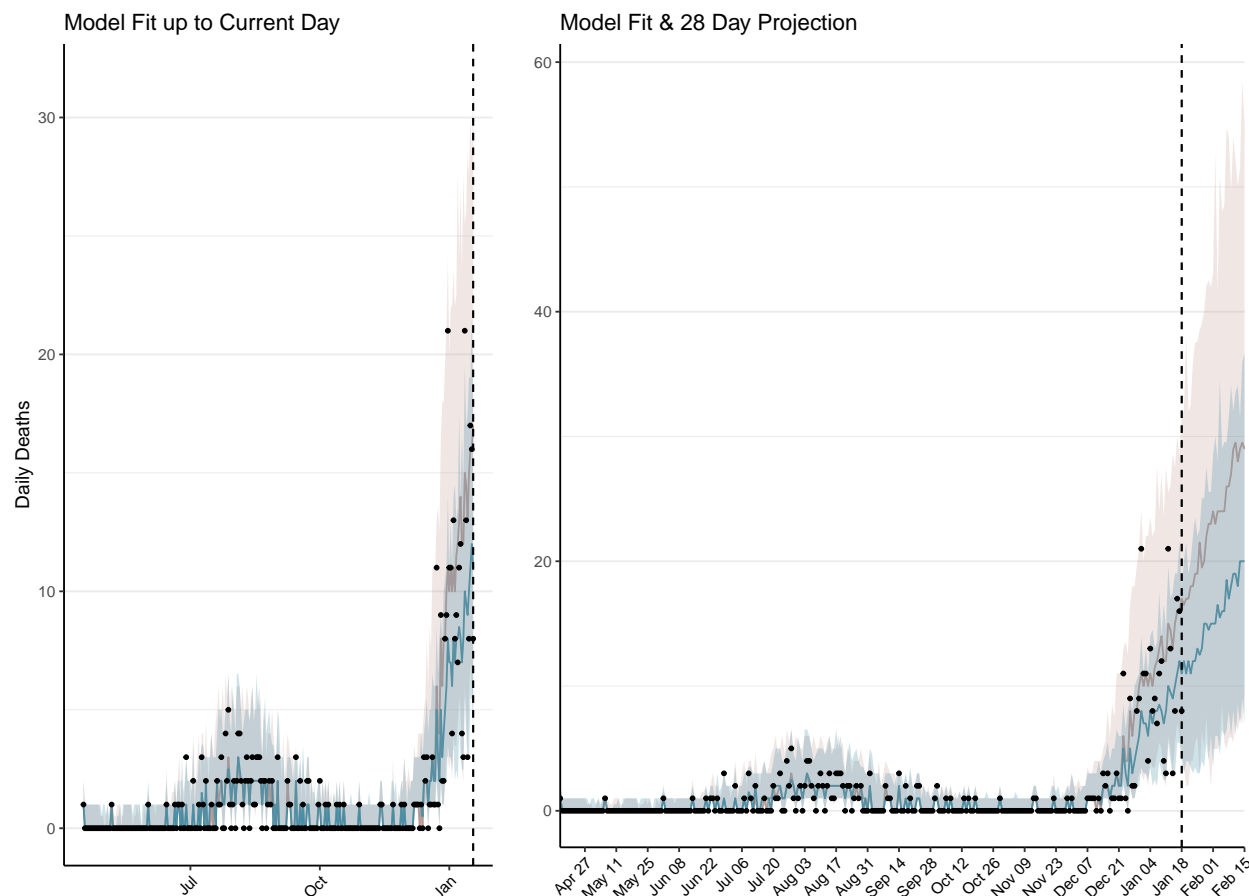 Model Fit up to Current Day
Model Fit & 28 Day Projection
Daily Deaths
30
20
10
0
Jul
Oct
Jan
60
40
20
0
Apr 27
May 11
May 25
Jun 08
Jun 22
Jul 06
Jul 20
Aug 03
Aug 17
Aug 31
Sep 14
Sep 28
Oct 12
Oct 26
Nov 09
Nov 23
Dec 07
Dec 21
Jan 04
Jan 18
Feb 01
Feb 15